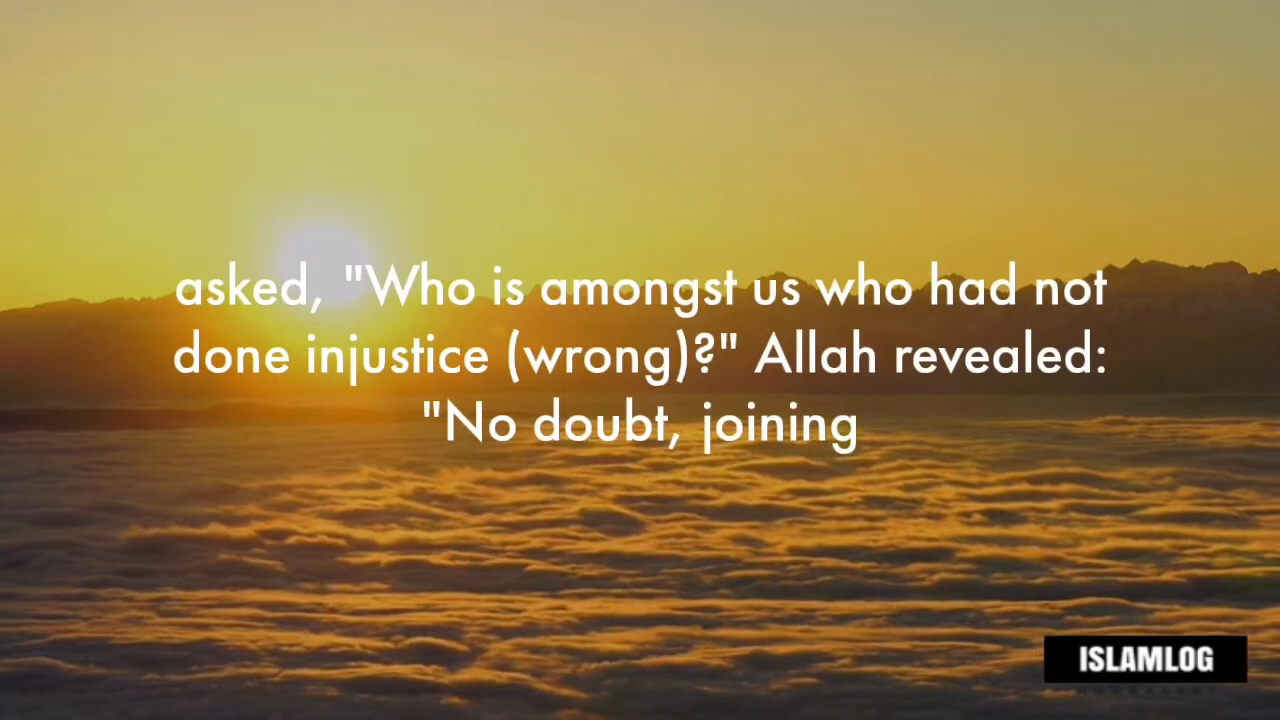 asked, "Who is amongst us who had not
done injustice (wrong)?" Allah revealed:
"No doubt, joining
ISLAMLOG